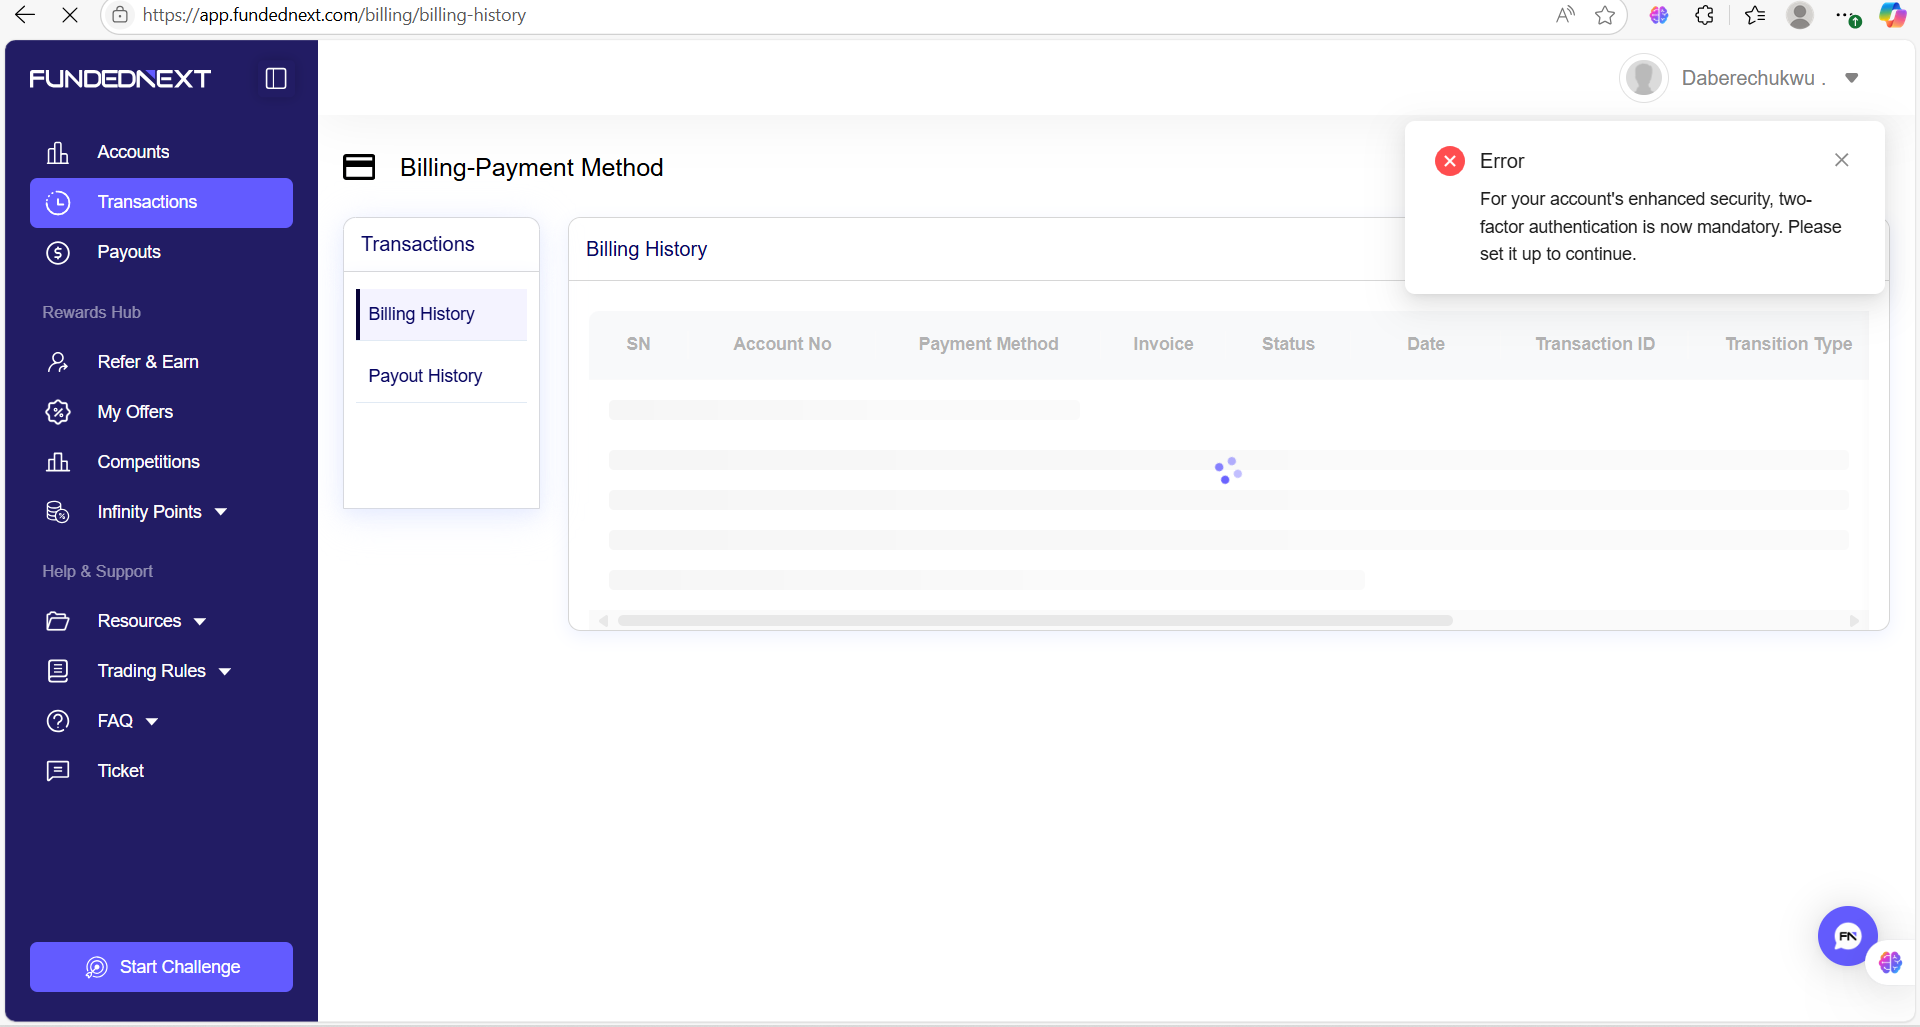 https://app.fundednext.com/billing/billing-history
FUNDEDNEXT
Daberechukwu .
Accounts
Transactions
Payouts
Rewards Hub
Refer & Earn
My Offers
Competitions
Infinity Points
Help & Support
Resources
Trading Rules
FAQ
Ticket
Start Challenge
Billing-Payment Method
Error
For your account's enhanced security, two-
factor authentication is now mandatory. Please
set it up to continue.
Transactions
Billing History
Payout History
Billing History
SN Account No Payment Method Invoice Status Date Transaction ID Transition Type
FN